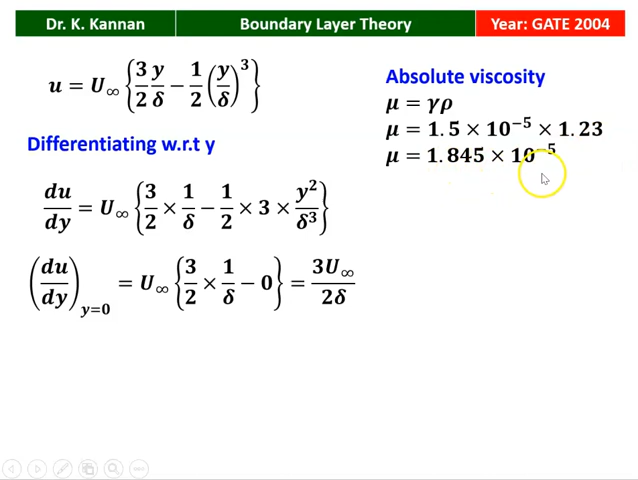 Dr. K. Kannan
Boundary Layer Theory
Year: GATE 2004
u = U∞ {3/2 y/δ − 1/2 (y/δ)³}
Differentiating w.r.t y
du/dy = U∞ {3/2 × 1/δ − 1/2 × 3 × y²/δ³}
(du/dy)y=0 = U∞ {3/2 × 1/δ − 0} = 3U∞/2δ
Absolute viscosity
μ = γρ
μ = 1.5 × 10⁻⁵ × 1.23
μ = 1.845 × 10⁻⁵